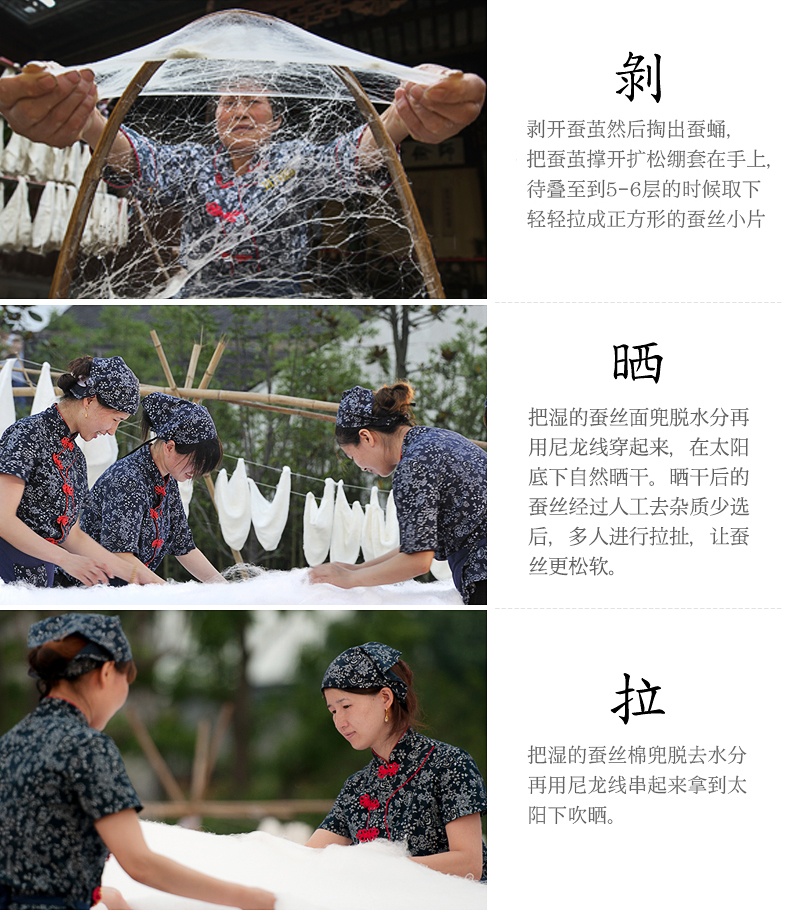 剥
剥开蚕茧然后掏出蚕蛹，
把蚕茧撑开扩松绷套在手上，
待叠至到5-6层的时候取下
轻轻拉成正方形的蚕丝小片
晒
把湿的蚕丝面兜脱水分再
用尼龙线穿起来，在太阳
底下自然晒干。晒干后的
蚕丝经过人工去杂质少选
后，多人进行拉扯，让蚕
丝更松软。
拉
把湿的蚕丝棉兜脱去水分
再用尼龙线串起来拿到太
阳下吹晒。